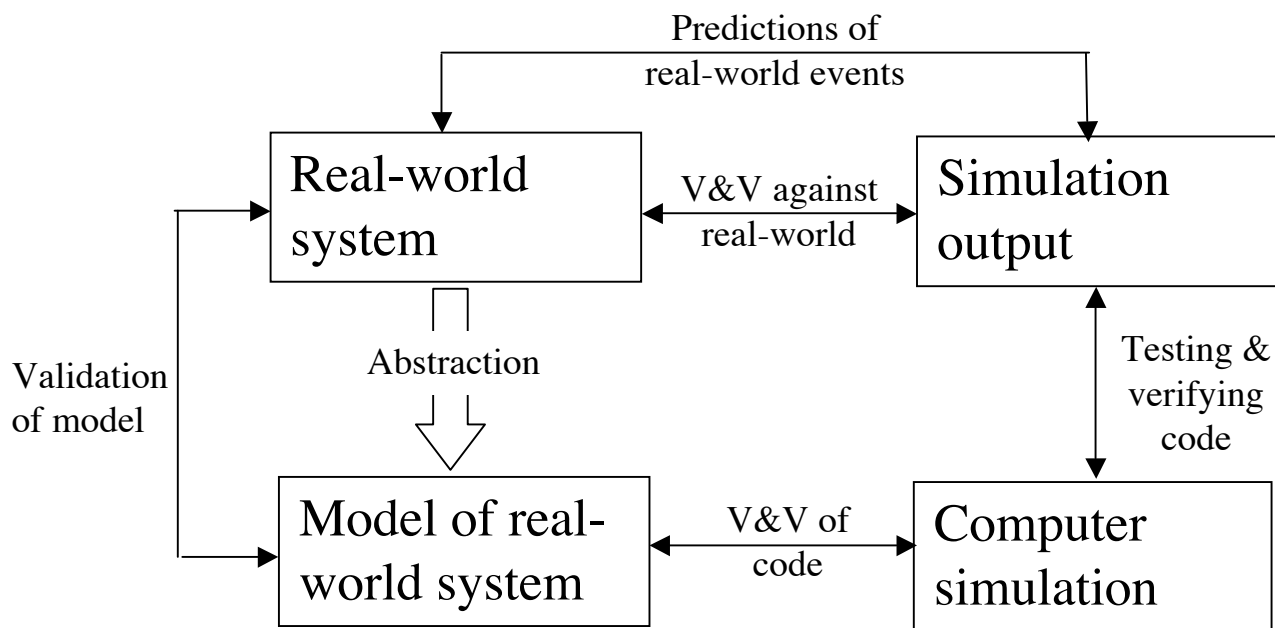 Predictions of
real-world events
Real-world
system
V&V against
real-world
Simulation
output
Validation
of model
Abstraction
Testing &
verifying
code
Model of real-
world system
V&V of
code
Computer
simulation